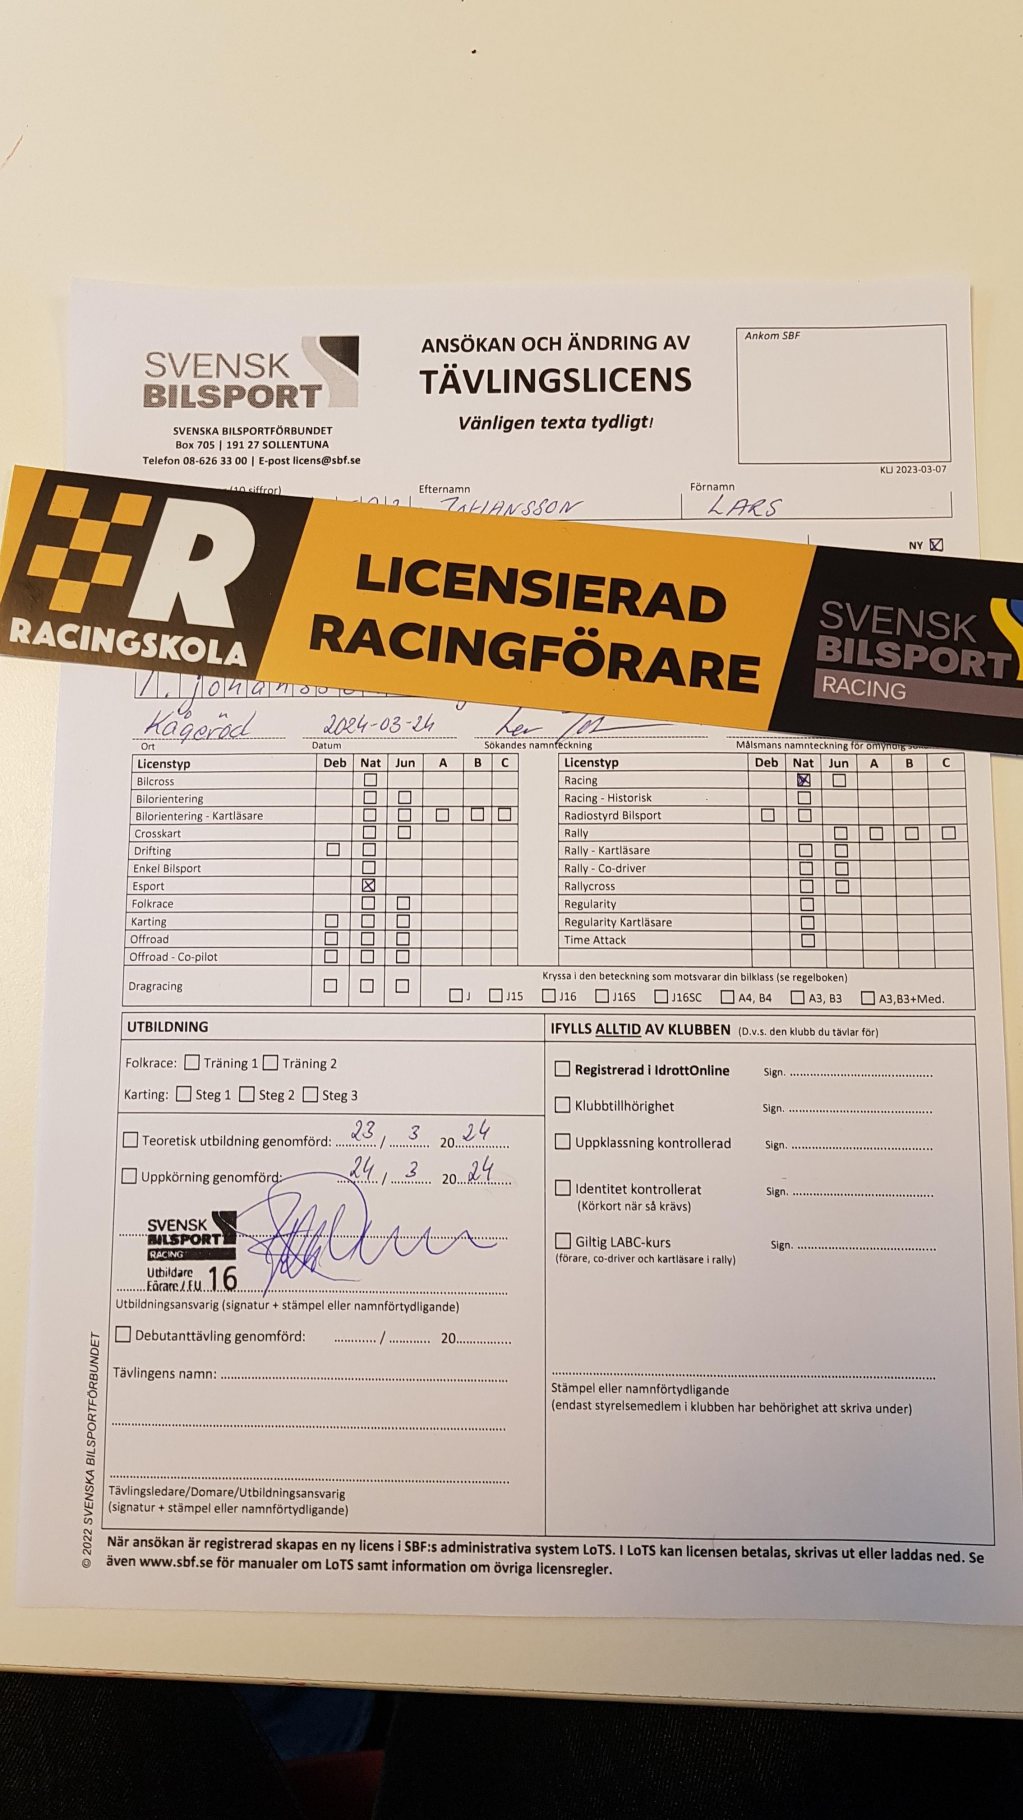 SVENSK
BILSPORT
SVENSKA BILSPORTFÖRBUNDET
Box 705 | 191 27 SOLLENTUNA
Telefon 08-626 33 00 | E-post licens@sbf.se
ANSÖKAN OCH ÄNDRING AV
TÄVLINGSLICENS
Vänligen texta tydligt!
Ankom SBF
KLJ 2023-03-07
(10 siffror)
Efternamn
Förnamn
JOHANSSON
LARS
NY
R
RACINGSKOLA
LICENSIERAD
RACINGFÖRARE
SVENSK
BILSPORT
RACING
Kågeröd
2024-03-24
Ort
Datum
Sökandes namnteckning
Målsmans namnteckning för omyndig
Licenstyp Deb Nat Jun A B C
Bilcross
Bilorientering
Bilorientering - Kartläsare
Crosskart
Drifting
Enkel Bilsport
Esport
Folkrace
Karting
Offroad
Offroad - Co-pilot
Dragracing
Licenstyp Deb Nat Jun A B C
Racing
Racing - Historisk
Radiostyrd Bilsport
Rally
Rally - Kartläsare
Rally - Co-driver
Rallycross
Regularity
Regularity Kartläsare
Time Attack
Kryssa i den beteckning som motsvarar din bilklass (se regelboken)
J J15 J16 J16S J16SC A4, B4 A3, B3 A3,B3+Med.
UTBILDNING
Folkrace: Träning 1 Träning 2
Karting: Steg 1 Steg 2 Steg 3
Teoretisk utbildning genomförd: 23 / 3 20 24
Uppkörning genomförd: 24 / 3 20 24
SVENSK
BILSPORT
RACING
Utbildare
Förare / EU 16
Utbildningsansvarig (signatur + stämpel eller namnförtydligande)
Debutanttävling genomförd: ............ / ............ 20................
Tävlingens namn:
Tävlingsledare/Domare/Utbildningsansvarig
(signatur + stämpel eller namnförtydligande)
IFYLLS ALLTID AV KLUBBEN (D.v.s. den klubb du tävlar för)
Registrerad i IdrottOnline Sign.
Klubbtillhörighet Sign.
Uppklassning kontrollerad Sign.
Identitet kontrollerat Sign.
(Körkort när så krävs)
Giltig LABC-kurs Sign.
(förare, co-driver och kartläsare i rally)
Stämpel eller namnförtydligande
(endast styrelsemedlem i klubben har behörighet att skriva under)
© 2022 SVENSKA BILSPORTFÖRBUNDET
När ansökan är registrerad skapas en ny licens i SBF:s administrativa system LoTS. I LoTS kan licensen betalas, skrivas ut eller laddas ned. Se
även www.sbf.se för manualer om LoTS samt information om övriga licensregler.